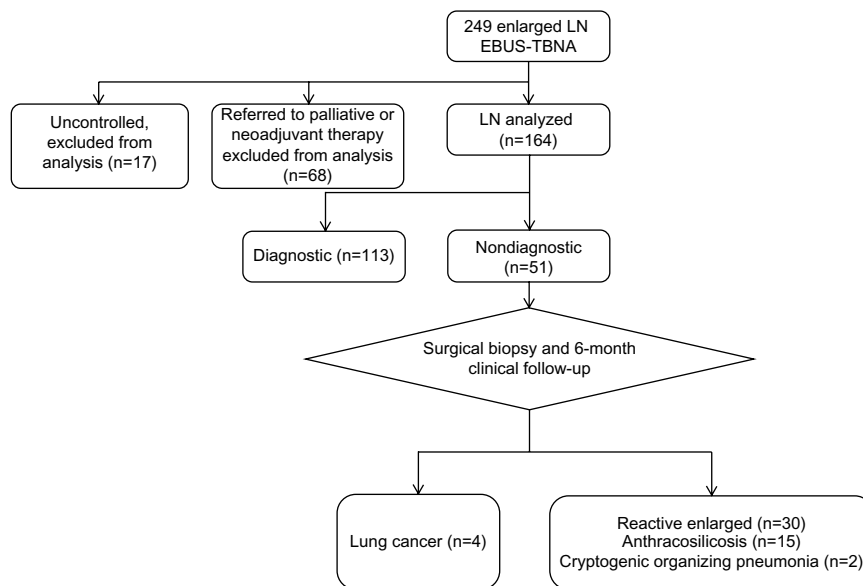 249 enlarged LN
EBUS-TBNA
Uncontrolled,
excluded from
analysis (n=17)
Referred to palliative or
neoadjuvant therapy
excluded from analysis
(n=68)
LN analyzed
(n=164)
Diagnostic (n=113)
Nondiagnostic
(n=51)
Surgical biopsy and 6-month
clinical follow-up
Lung cancer (n=4)
Reactive enlarged (n=30)
Anthracosilicosis (n=15)
Cryptogenic organizing pneumonia (n=2)